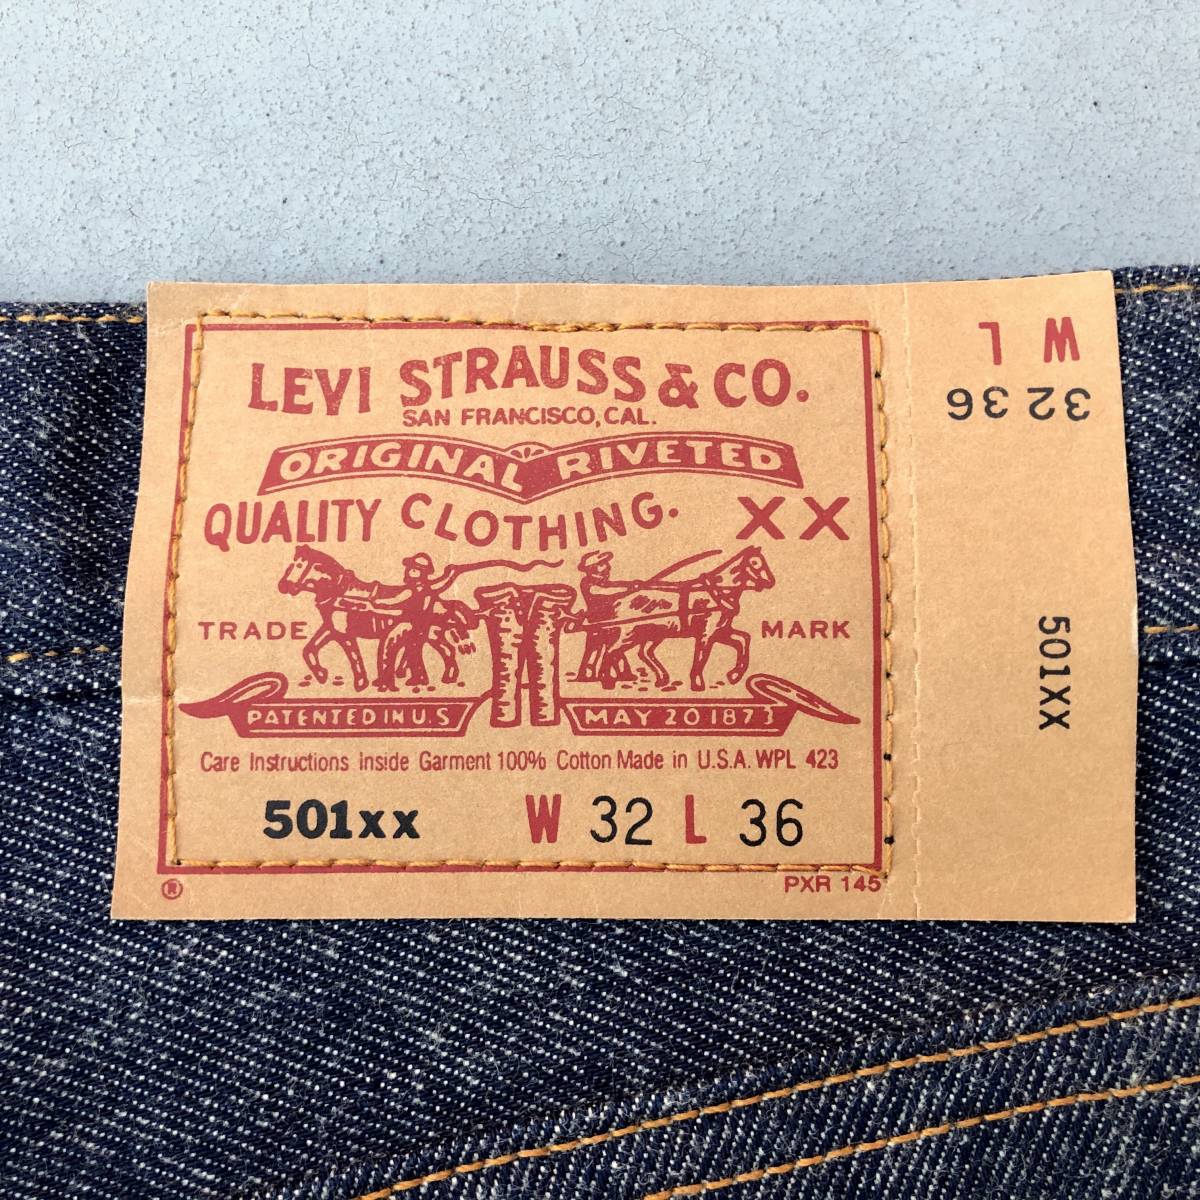 LEVI STRAUSS & CO.
SAN FRANCISCO, CAL.
ORIGINAL RIVETED
QUALITY CLOTHING. XX
TRADE MARK
PATENTED IN U.S MAY 20 1873
Care Instructions Inside Garment 100% Cotton Made in U.S.A. WPL 423
501xx W 32 L 36
® PXR 145
W L
32 36
501XX